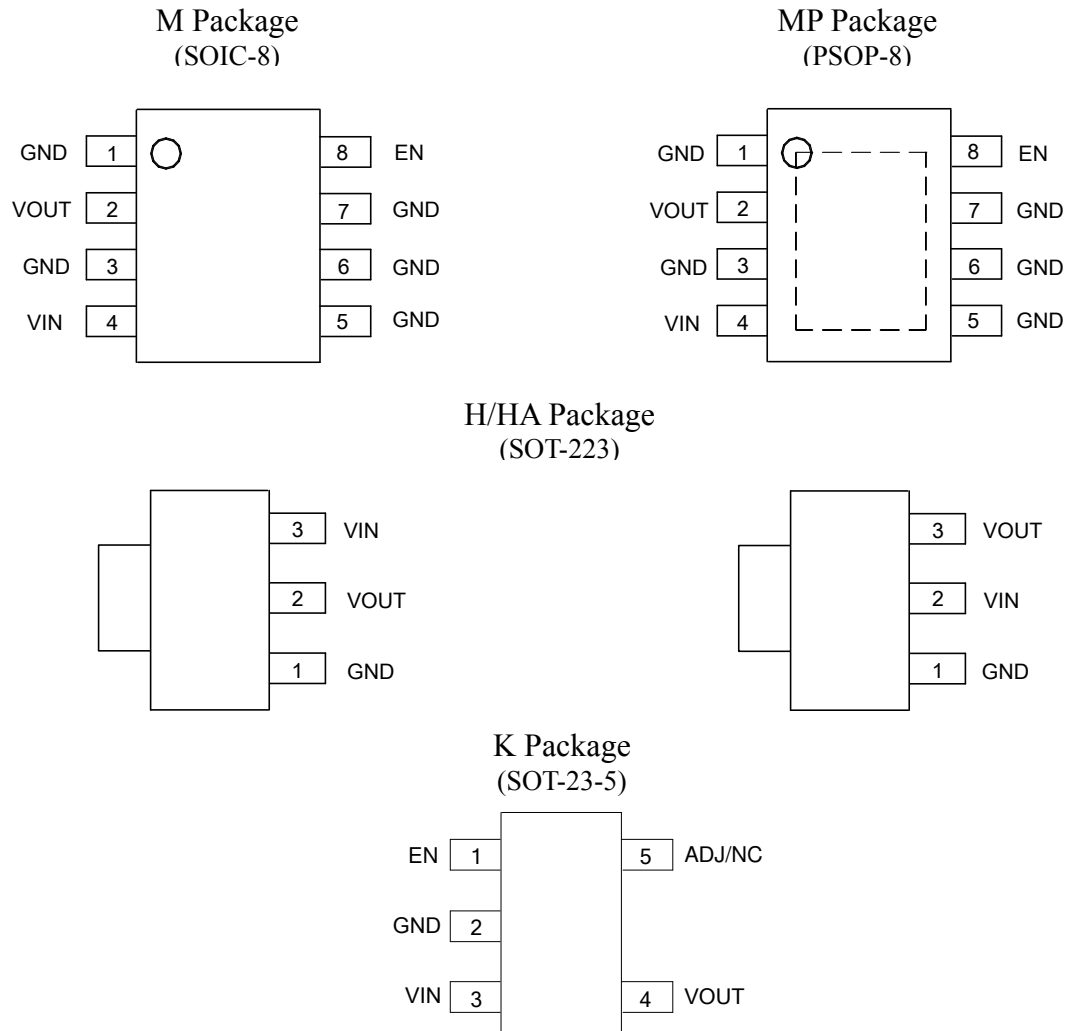 M Package
(SOIC-8)
MP Package
(PSOP-8)
GND 1 8 EN
VOUT 2 7 GND
GND 3 6 GND
VIN 4 5 GND
GND 1 8 EN
VOUT 2 7 GND
GND 3 6 GND
VIN 4 5 GND
H/HA Package
(SOT-223)
3 VIN
2 VOUT
1 GND
3 VOUT
2 VIN
1 GND
K Package
(SOT-23-5)
EN 1 5 ADJ/NC
GND 2
VIN 3 4 VOUT